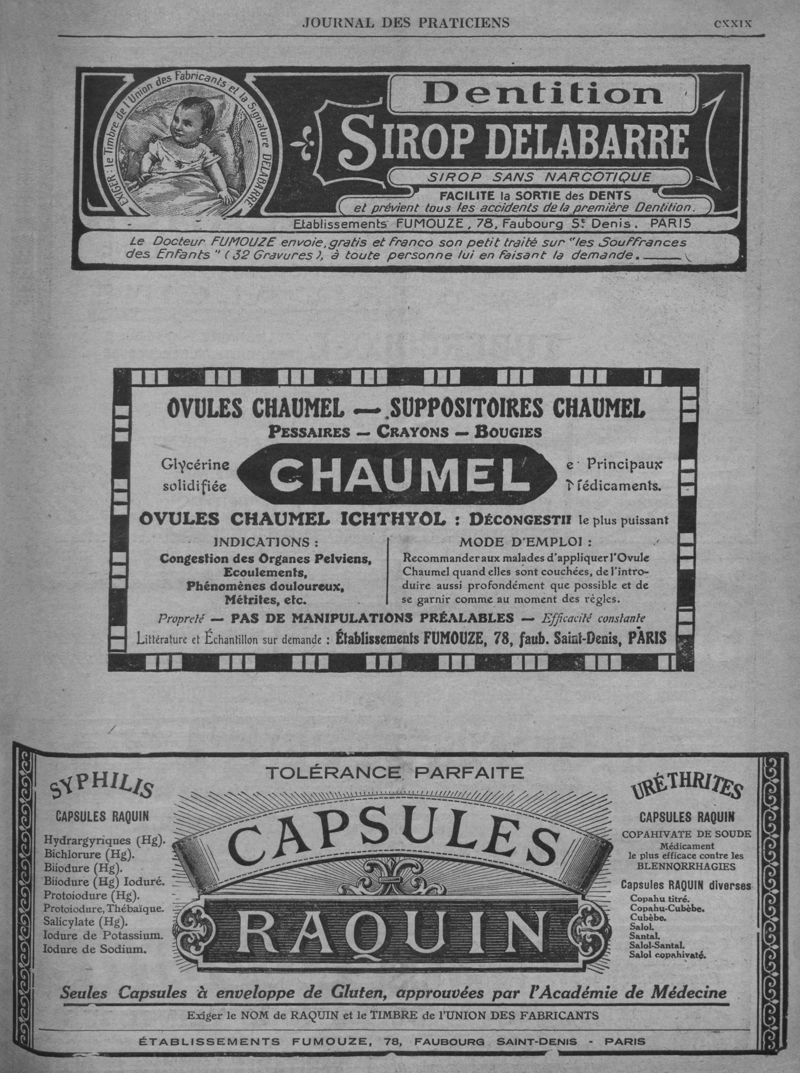 JOURNAL DES PRATICIENS
CXXIX
EXIGER: le Timbre de l'Union des Fabricants et la Signature DELABARRE
Dentition
SIROP DELABARRE
SIROP SANS NARCOTIQUE
FACILITE la SORTIE des DENTS
et prévient tous les accidents de la première Dentition.
Etablissements FUMOUZE, 78, Faubourg St Denis. PARIS
Le Docteur FUMOUZE envoie, gratis et franco son petit traité sur "les Souffrances
des Enfants" (32 Gravures), à toute personne lui en faisant la demande.
OVULES CHAUMEL — SUPPOSITOIRES CHAUMEL
PESSAIRES — CRAYONS — BOUGIES
Glycérine
solidifiée
CHAUMEL
e Principaux
Médicaments.
OVULES CHAUMEL ICHTHYOL : DÉCONGESTII le plus puissant
INDICATIONS :
Congestion des Organes Pelviens,
Ecoulements,
Phénomènes douloureux,
Métrites, etc.
MODE D'EMPLOI :
Recommander aux malades d'appliquer l'Ovule
Chaumel quand elles sont couchées, de l'intro-
duire aussi profondément que possible et de
se garnir comme au moment des règles.
Propreté — PAS DE MANIPULATIONS PRÉALABLES — Efficacité constante
Littérature et Échantillon sur demande : Établissements FUMOUZE, 78, faub. Saint-Denis, PARIS
TOLÉRANCE PARFAITE
SYPHILIS
CAPSULES RAQUIN
Hydrargyriques (Hg).
Bichlorure (Hg).
Biiodure (Hg).
Biiodure (Hg) Ioduré.
Protoiodure (Hg).
Protoiodure, Thébaïque.
Salicylate (Hg).
Iodure de Potassium.
Iodure de Sodium.
CAPSULES
RAQUIN
URÉTHRITES
CAPSULES RAQUIN
COPAHIVATE DE SOUDE
Médicament
le plus efficace contre les
BLENNORRHAGIES
Capsules RAQUIN diverses
Copahu titré.
Copahu-Cubèbe.
Cubèbe.
Salol.
Santal.
Salol-Santal.
Salol copahivaté.
Seules Capsules à enveloppe de Gluten, approuvées par l'Académie de Médecine
Exiger le NOM de RAQUIN et le TIMBRE de l'UNION DES FABRICANTS
ÉTABLISSEMENTS FUMOUZE, 78, FAUBOURG SAINT-DENIS - PARIS